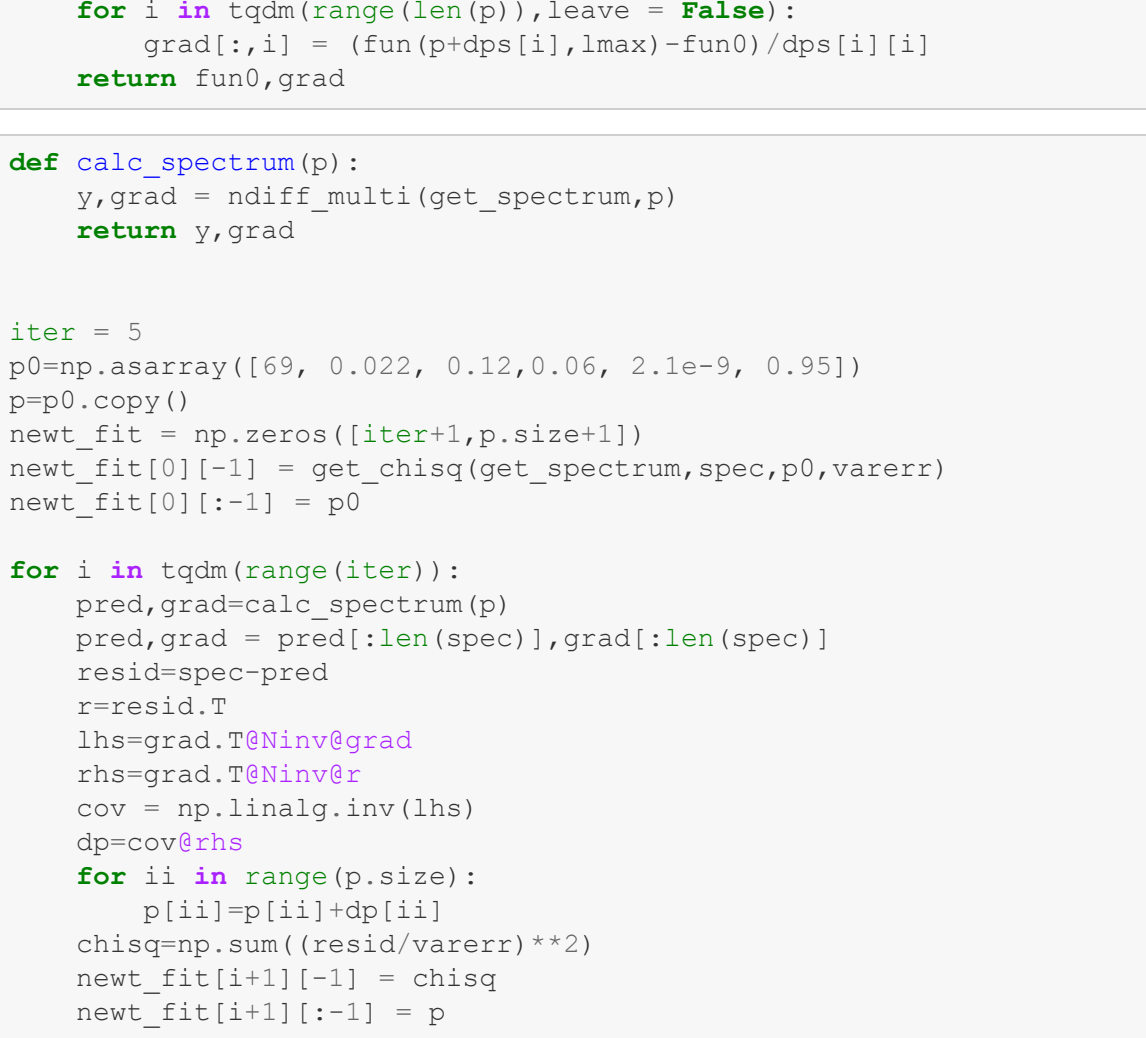 for i in tqdm(range(len(p)),leave = False):
        grad[:,i] = (fun(p+dps[i],lmax)-fun0)/dps[i][i]
    return fun0,grad
def calc_spectrum(p):
    y,grad = ndiff_multi(get_spectrum,p)
    return y,grad
iter = 5
p0=np.asarray([69, 0.022, 0.12,0.06, 2.1e-9, 0.95])
p=p0.copy()
newt_fit = np.zeros([iter+1,p.size+1])
newt_fit[0][-1] = get_chisq(get_spectrum,spec,p0,varerr)
newt_fit[0][:-1] = p0
for i in tqdm(range(iter)):
    pred,grad=calc_spectrum(p)
    pred,grad = pred[:len(spec)],grad[:len(spec)]
    resid=spec-pred
    r=resid.T
    lhs=grad.T@Ninv@grad
    rhs=grad.T@Ninv@r
    cov = np.linalg.inv(lhs)
    dp=cov@rhs
    for ii in range(p.size):
        p[ii]=p[ii]+dp[ii]
    chisq=np.sum((resid/varerr)**2)
    newt_fit[i+1][-1] = chisq
    newt_fit[i+1][:-1] = p